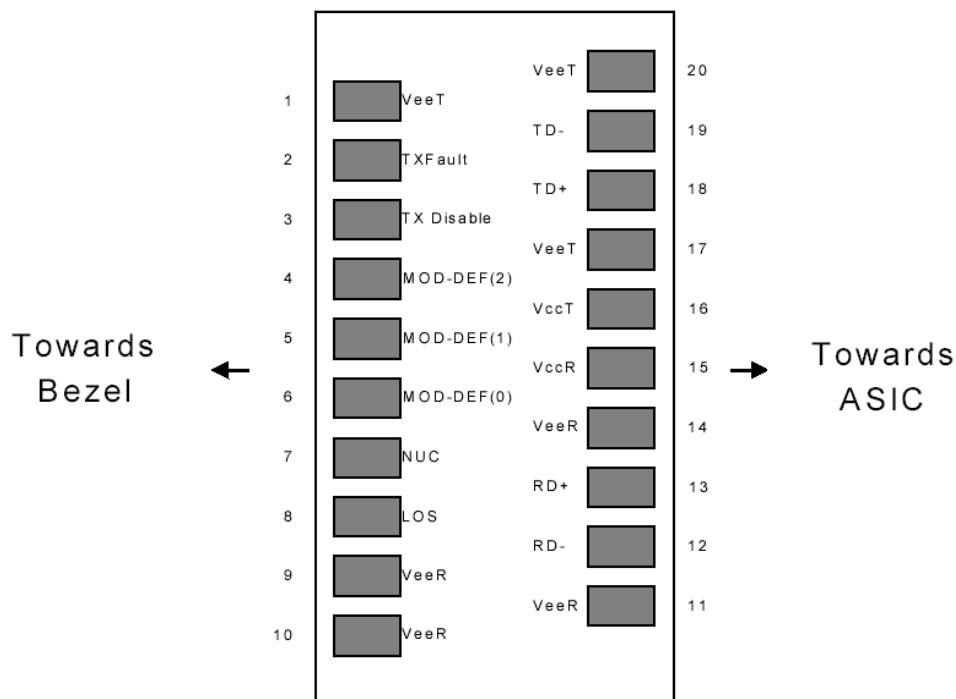 VeeT 20
1 VeeT
TD- 19
2 TXFault
TD+ 18
3 TX Disable
VeeT 17
4 MOD-DEF(2)
VccT 16
5 MOD-DEF(1)
Towards
Bezel
VccR 15
Towards
ASIC
6 MOD-DEF(0)
VeeR 14
7 NUC
RD+ 13
8 LOS
RD- 12
9 VeeR
VeeR 11
10 VeeR